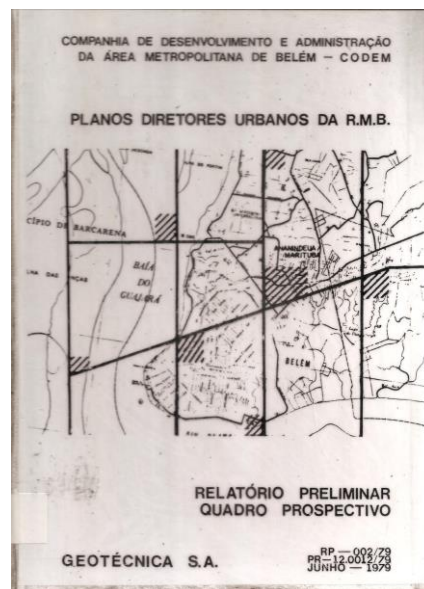 COMPANHIA DE DESENVOLVIMENTO E ADMINISTRAÇÃO
DA ÁREA METROPOLITANA DE BELÉM — CODEM
PLANOS DIRETORES URBANOS DA R.M.B.
CÍPIO DE BARCARENA
BAÍA
DO
GUAJARÁ
ANANINDEUA
MARITUBA
BELÉM
RELATÓRIO PRELIMINAR
QUADRO PROSPECTIVO
GEOTÉCNICA S.A.
RP — 002/79
PR—12.0012/79
JUNHO — 1979